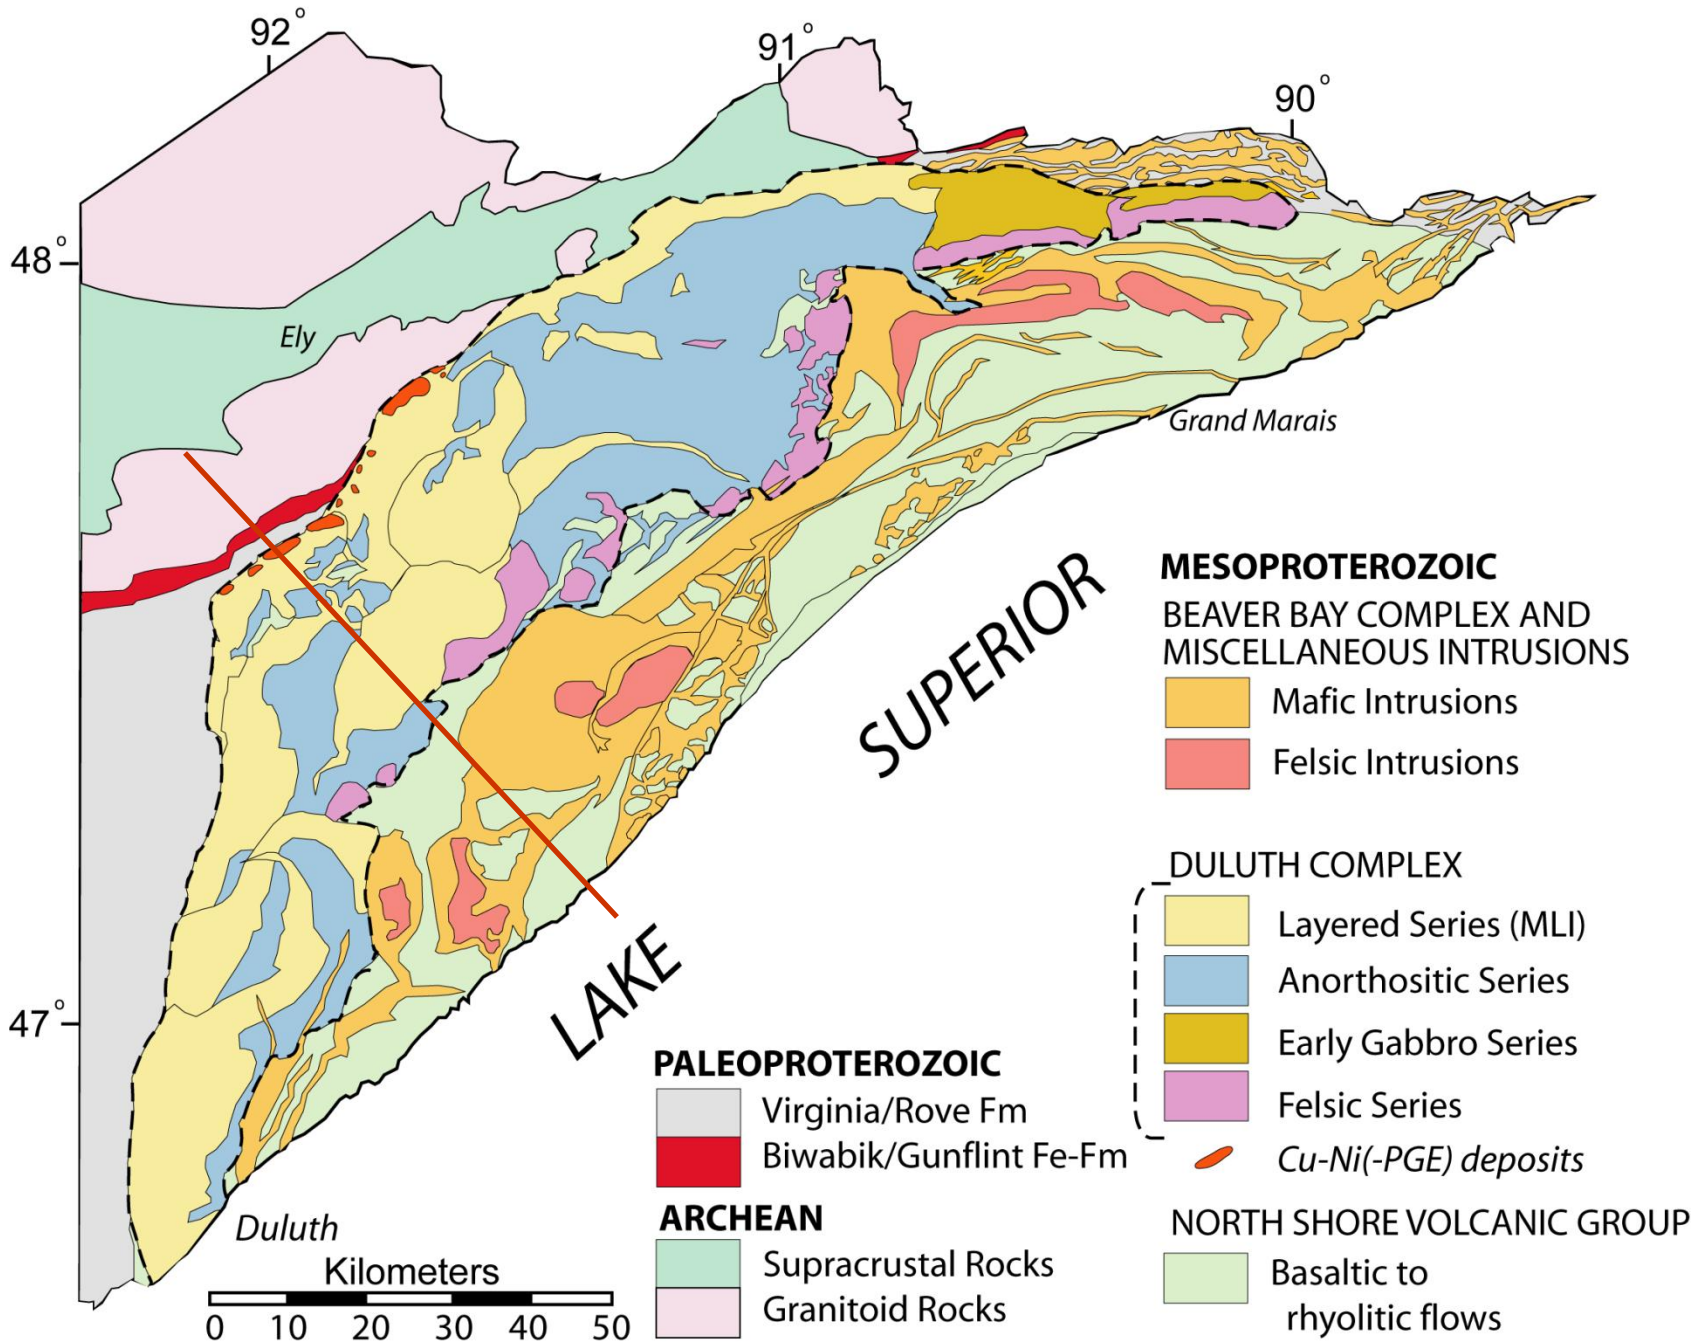 92°
91°
90°
48°
Ely
Grand Marais
LAKE SUPERIOR
47°
Duluth
Kilometers
0 10 20 30 40 50
PALEOPROTEROZOIC
Virginia/Rove Fm
Biwabik/Gunflint Fe-Fm
ARCHEAN
Supracrustal Rocks
Granitoid Rocks
MESOPROTEROZOIC
BEAVER BAY COMPLEX AND
MISCELLANEOUS INTRUSIONS
Mafic Intrusions
Felsic Intrusions
DULUTH COMPLEX
Layered Series (MLI)
Anorthositic Series
Early Gabbro Series
Felsic Series
Cu-Ni(-PGE) deposits
NORTH SHORE VOLCANIC GROUP
Basaltic to
rhyolitic flows